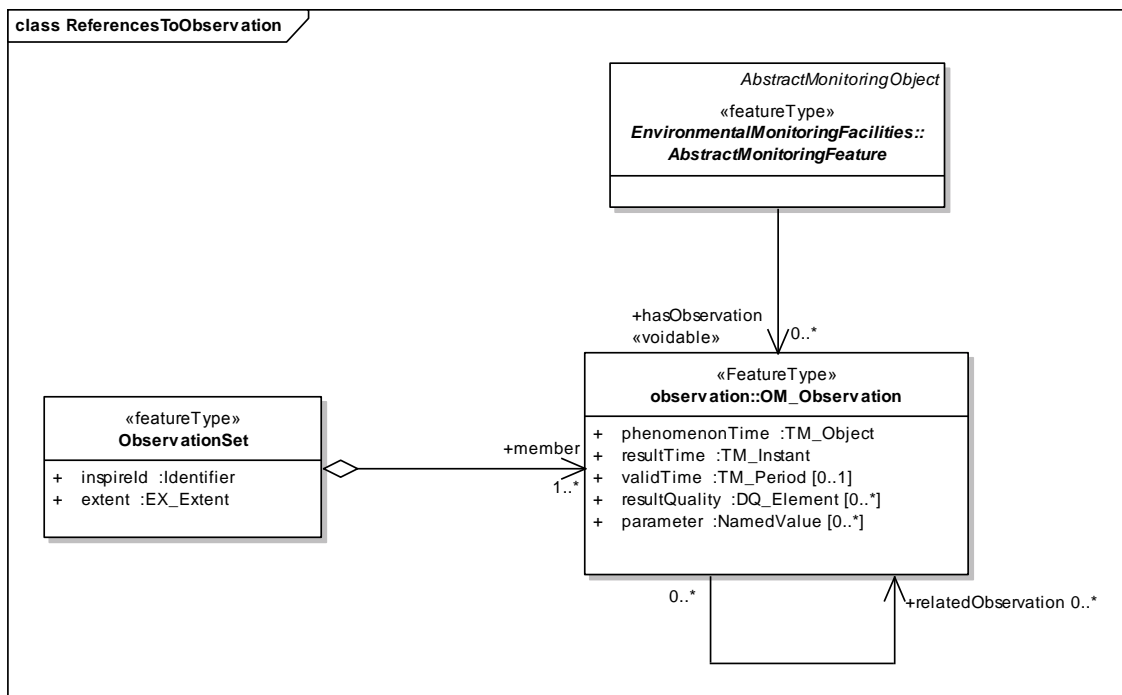 class ReferencesToObservation
AbstractMonitoringObject
«featureType»
EnvironmentalMonitoringFacilities::
AbstractMonitoringFeature
+hasObservation
«voidable»
0..*
«FeatureType»
observation::OM_Observation
+ phenomenonTime :TM_Object
+ resultTime :TM_Instant
+ validTime :TM_Period [0..1]
+ resultQuality :DQ_Element [0..*]
+ parameter :NamedValue [0..*]
«featureType»
ObservationSet
+ inspireId :Identifier
+ extent :EX_Extent
+member
1..*
0..*
+relatedObservation 0..*